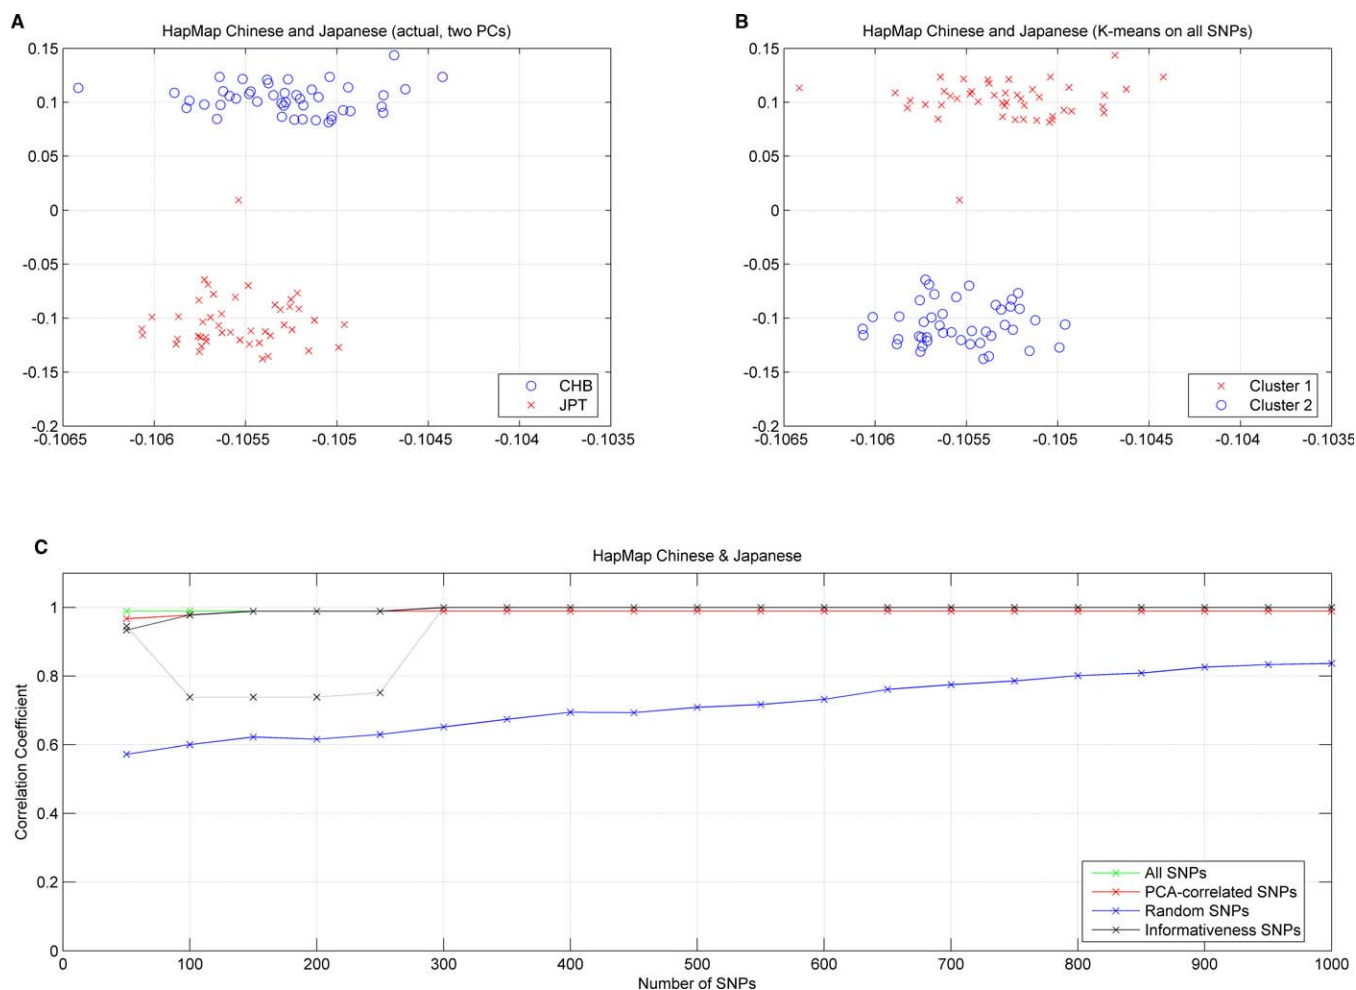 A
HapMap Chinese and Japanese (actual, two PCs)
0.15
0.1
0.05
0
-0.05
-0.1
-0.15
-0.2
-0.1065 -0.106 -0.1055 -0.105 -0.1045 -0.104 -0.1035
CHB
JPT
B
HapMap Chinese and Japanese (K-means on all SNPs)
0.15
0.1
0.05
0
-0.05
-0.1
-0.15
-0.2
-0.1065 -0.106 -0.1055 -0.105 -0.1045 -0.104 -0.1035
Cluster 1
Cluster 2
C
HapMap Chinese & Japanese
Correlation Coefficient
1
0.8
0.6
0.4
0.2
0
0 100 200 300 400 500 600 700 800 900 1000
Number of SNPs
All SNPs
PCA-correlated SNPs
Random SNPs
Informativeness SNPs